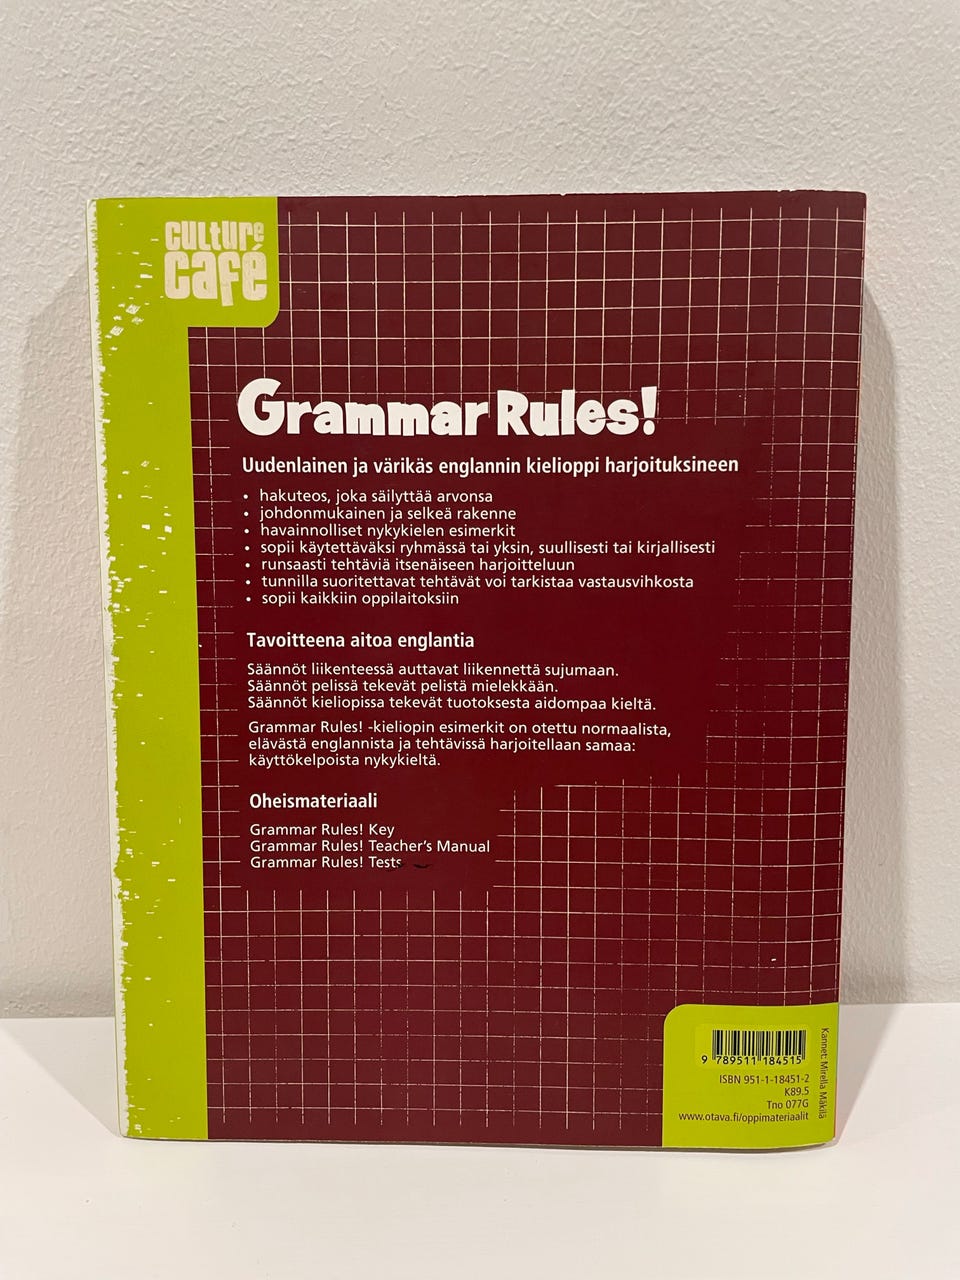 culture
café
Grammar Rules!
Uudenlainen ja värikäs englannin kielioppi harjoituksineen
• hakuteos, joka säilyttää arvonsa
• johdonmukainen ja selkeä rakenne
• havainnolliset nykykielen esimerkit
• sopii käytettäväksi ryhmässä tai yksin, suullisesti tai kirjallisesti
• runsaasti tehtäviä itsenäiseen harjoitteluun
• tunnilla suoritettavat tehtävät voi tarkistaa vastausvihkosta
• sopii kaikkiin oppilaitoksiin
Tavoitteena aitoa englantia
Säännöt liikenteessä auttavat liikennettä sujumaan.
Säännöt pelissä tekevät pelistä mielekkään.
Säännöt kieliopissa tekevät tuotoksesta aidompaa kieltä.
Grammar Rules! -kieliopin esimerkit on otettu normaalista,
elävästä englannista ja tehtävissä harjoitellaan samaa:
käyttökelpoista nykykieltä.
Oheismateriaali
Grammar Rules! Key
Grammar Rules! Teacher's Manual
Grammar Rules! Tests
9 789511 184515
ISBN 951-1-18451-2
K89.5
Tno 077G
www.otava.fi/oppimateriaalit
Kannet: Mirella Mäkilä